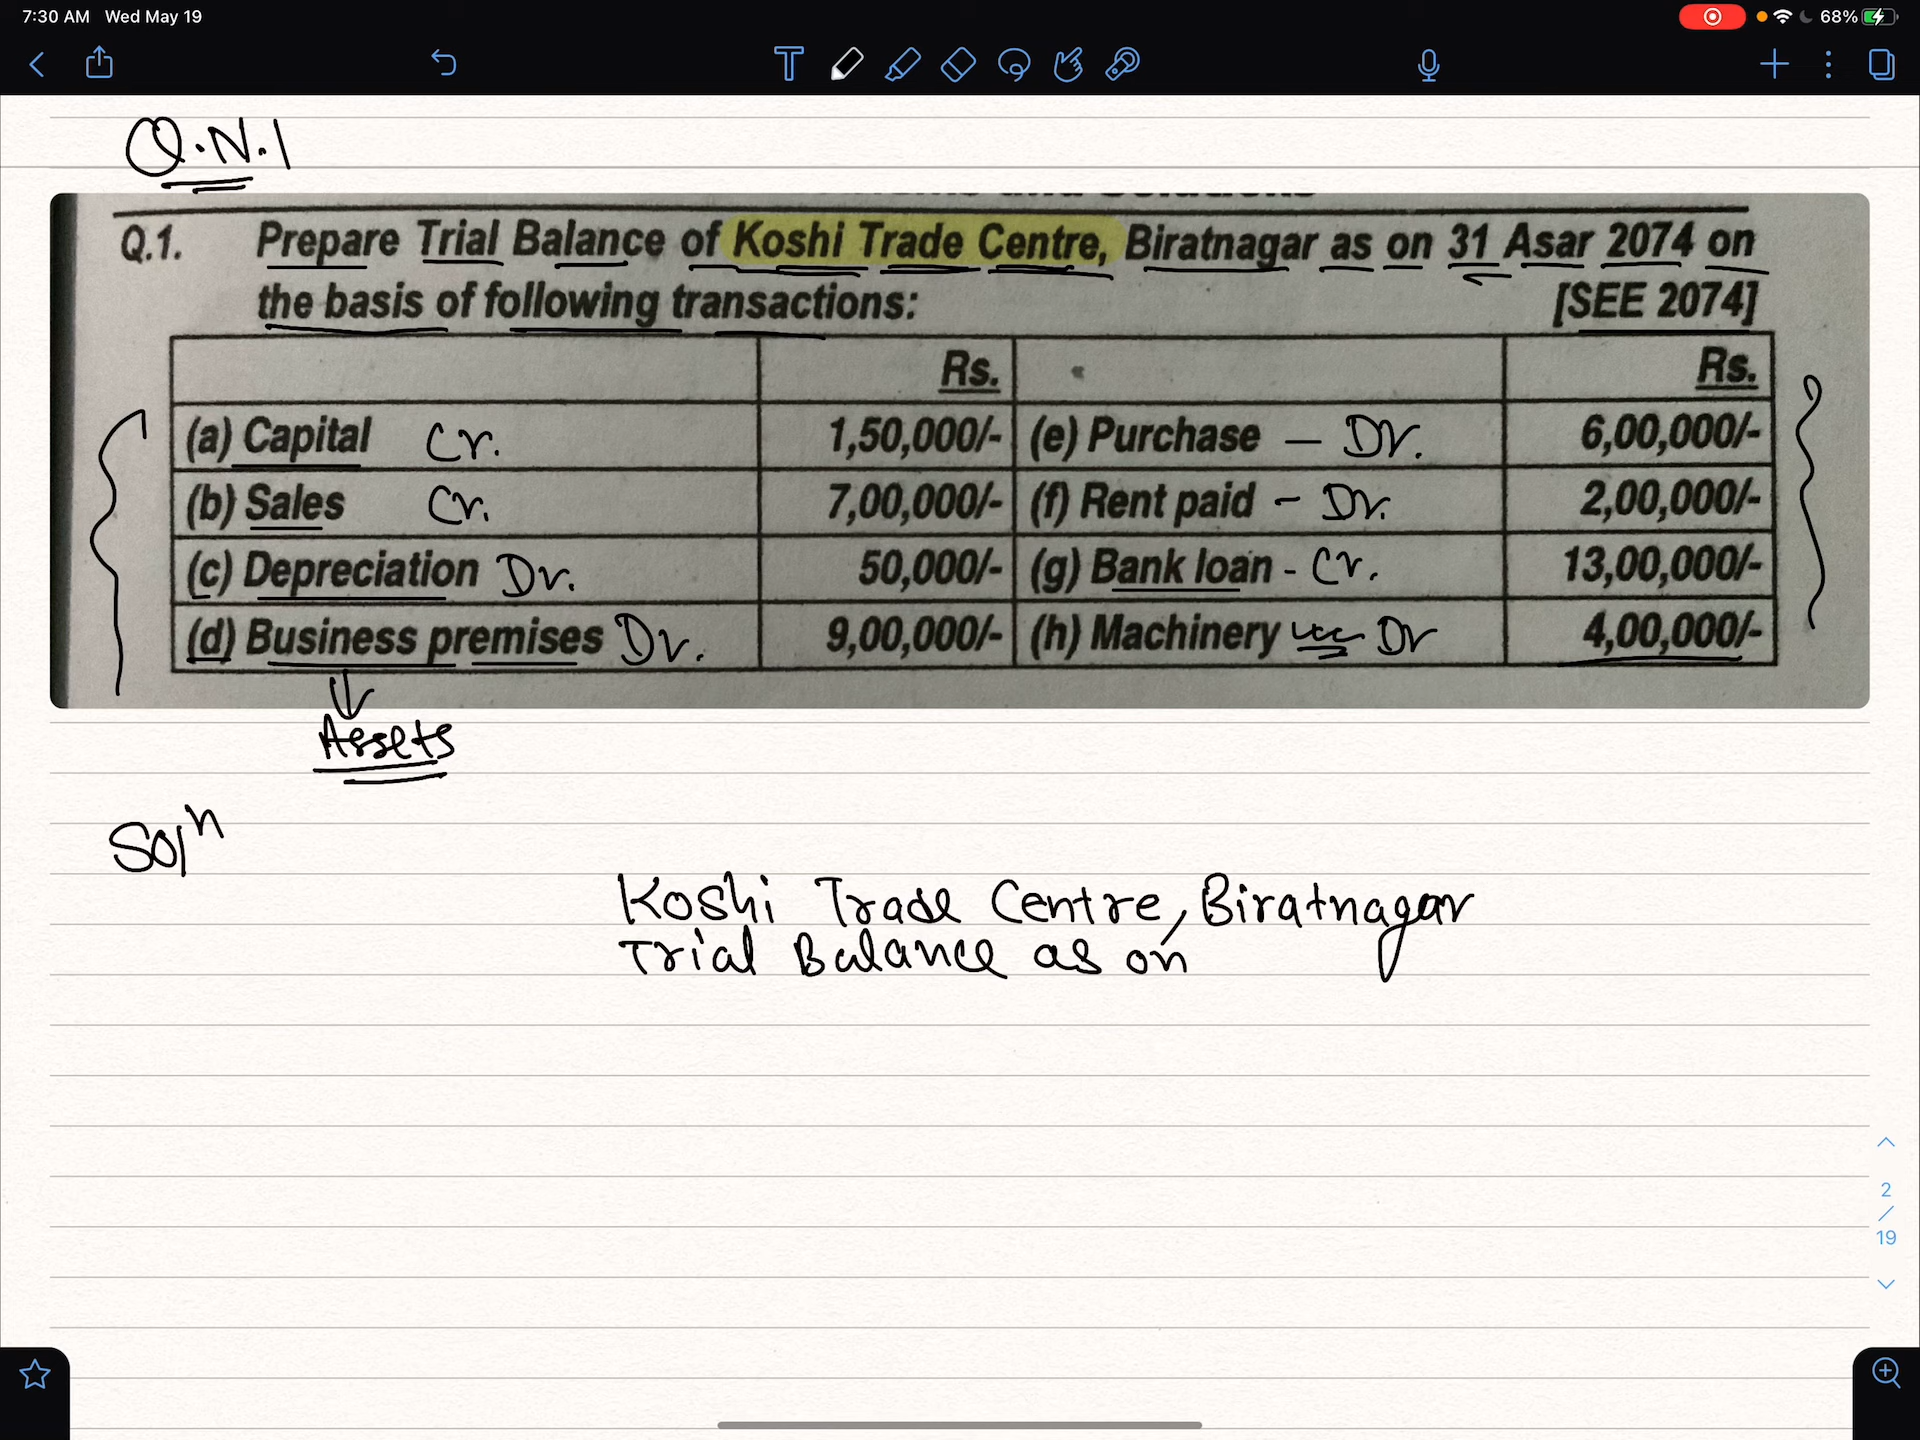 7:30 AM Wed May 19
68%
Q.N.1
Q.1. Prepare Trial Balance of Koshi Trade Centre, Biratnagar as on 31 Asar 2074 on
the basis of following transactions: [SEE 2074]
Rs. Rs.
(a) Capital Cr. 1,50,000/- (e) Purchase — Dr. 6,00,000/-
(b) Sales Cr. 7,00,000/- (f) Rent paid - Dr. 2,00,000/-
(c) Depreciation Dr. 50,000/- (g) Bank loan - Cr. 13,00,000/-
(d) Business premises Dr. 9,00,000/- (h) Machinery Dr 4,00,000/-
Assets
Solⁿ
Koshi Trade Centre, Biratnagar
Trial Balance as on
2
/
19